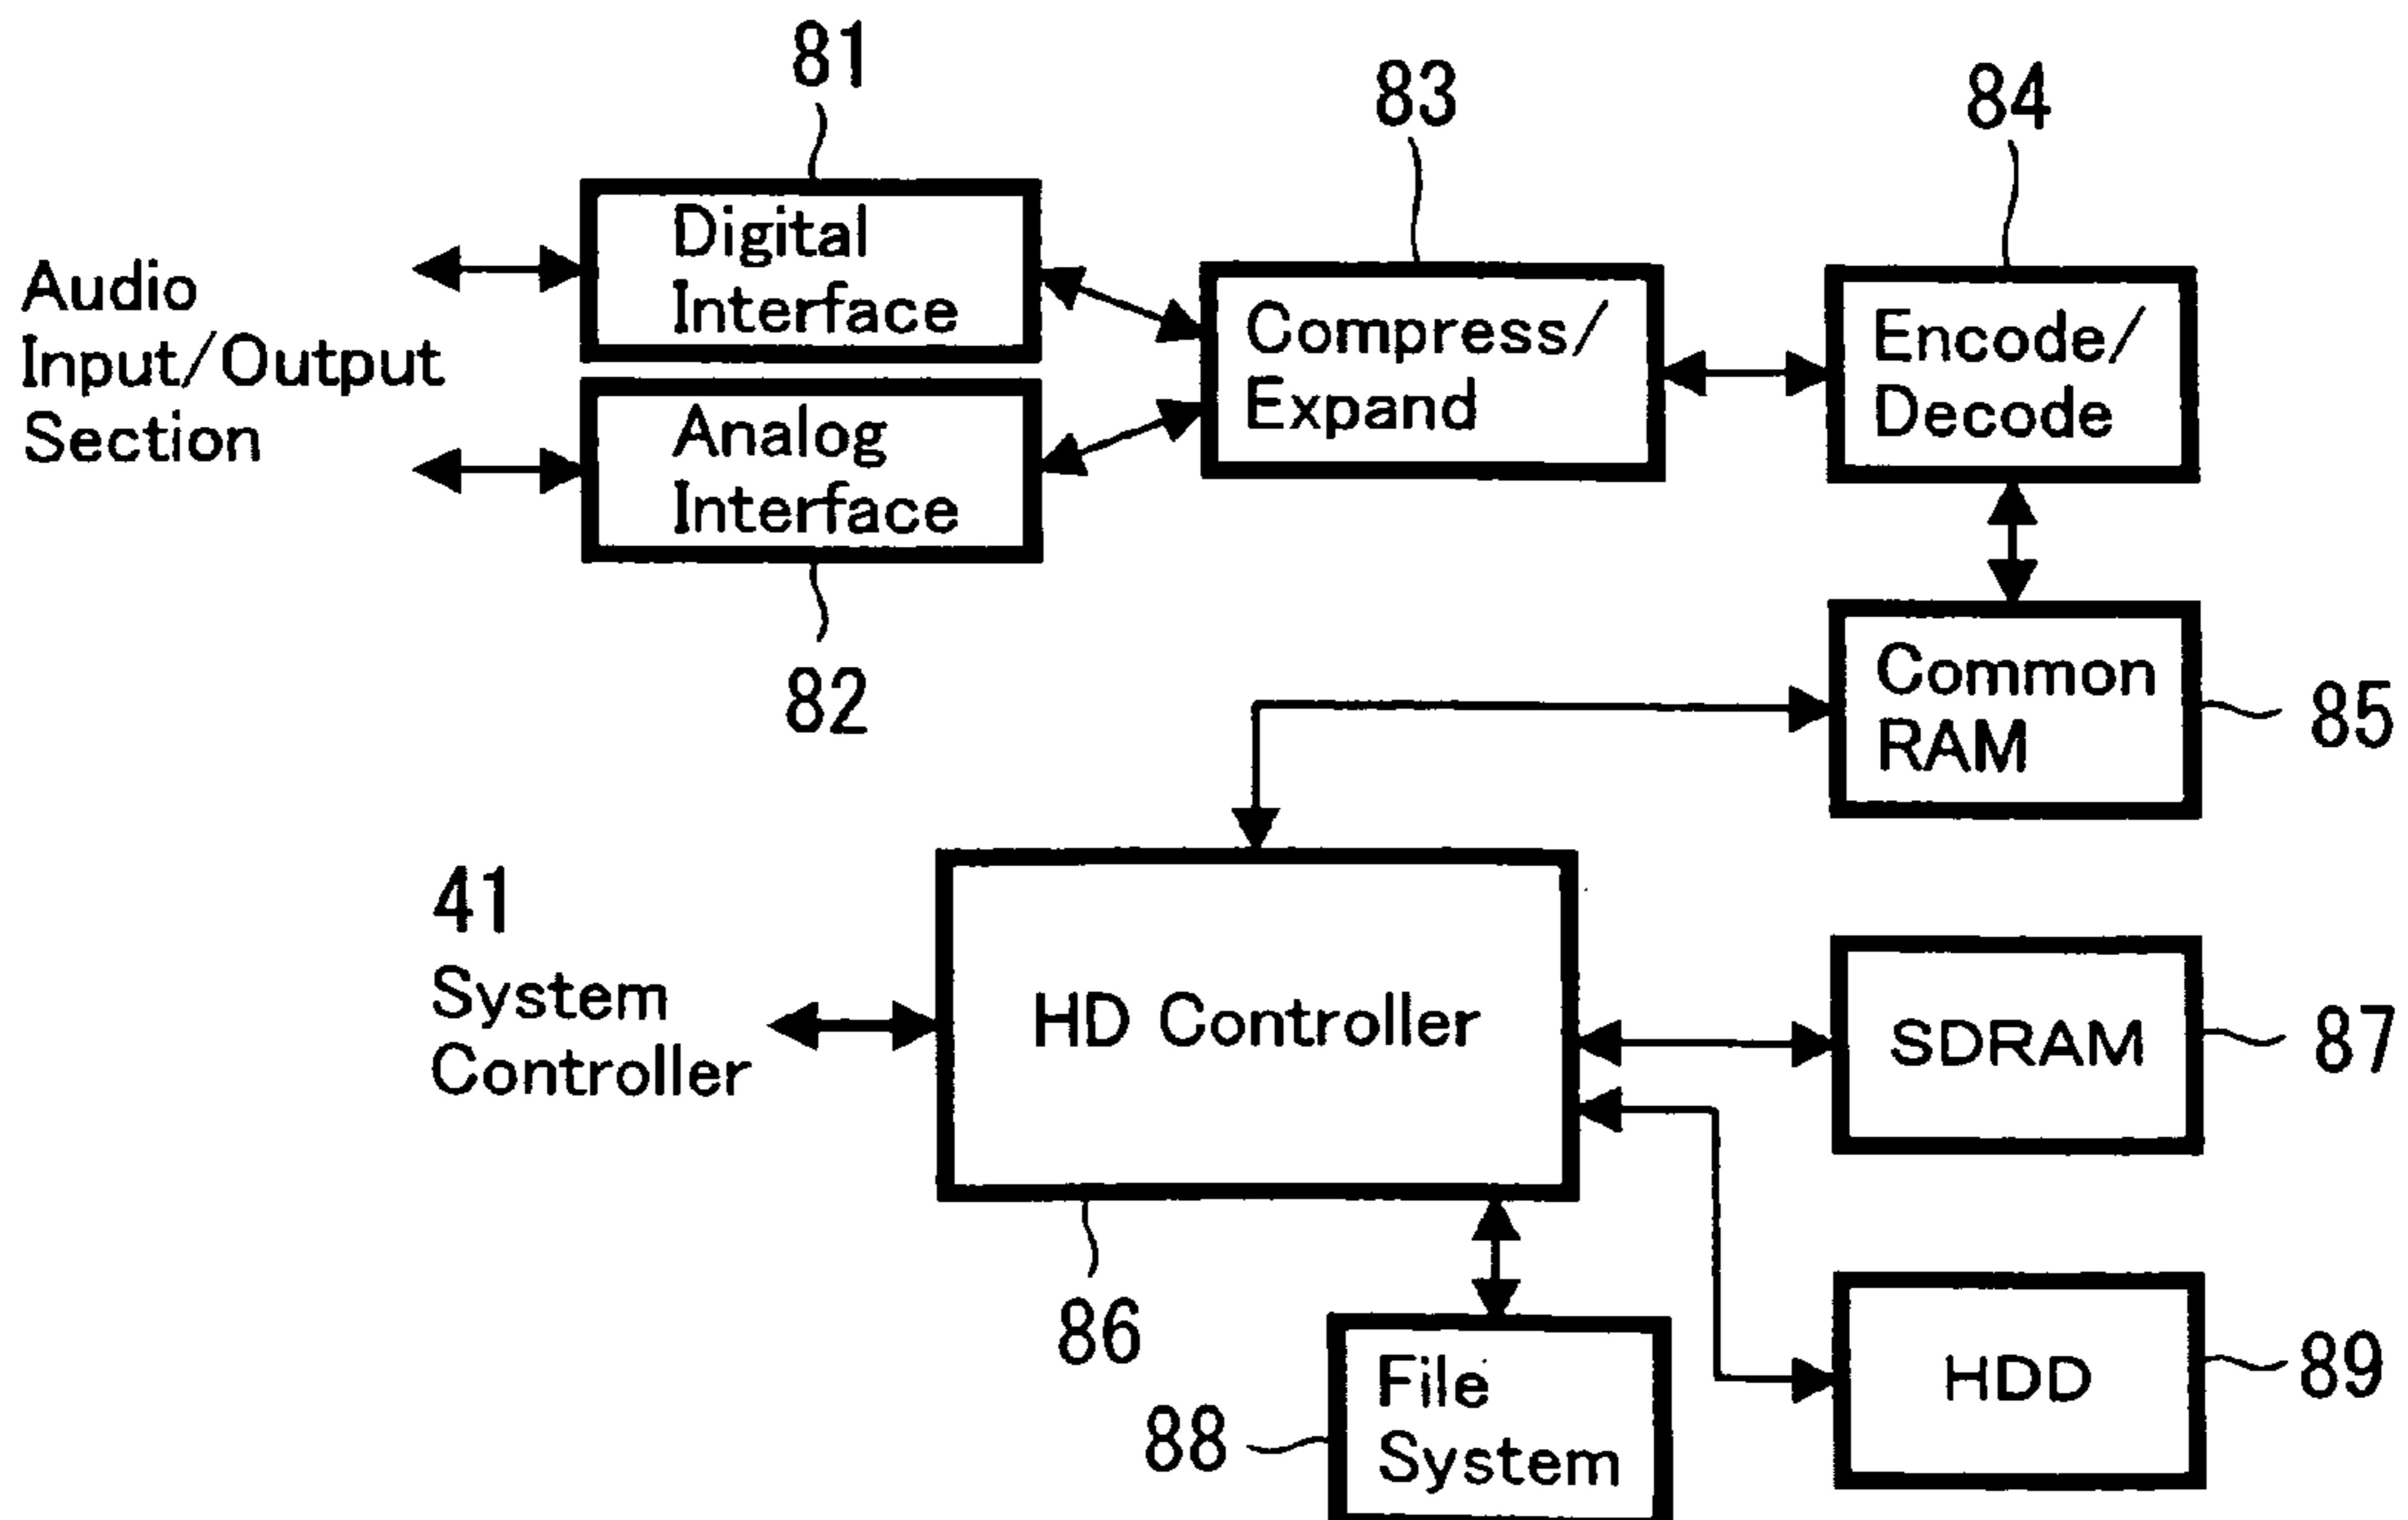 81
83
84
Digital
Interface
Audio
Input/Output
Section
Compress/
Expand
Encode/
Decode
Analog
Interface
82
Common
RAM
85
41
System
Controller
HD Controller
SDRAM
87
86
File
System
88
HDD
89